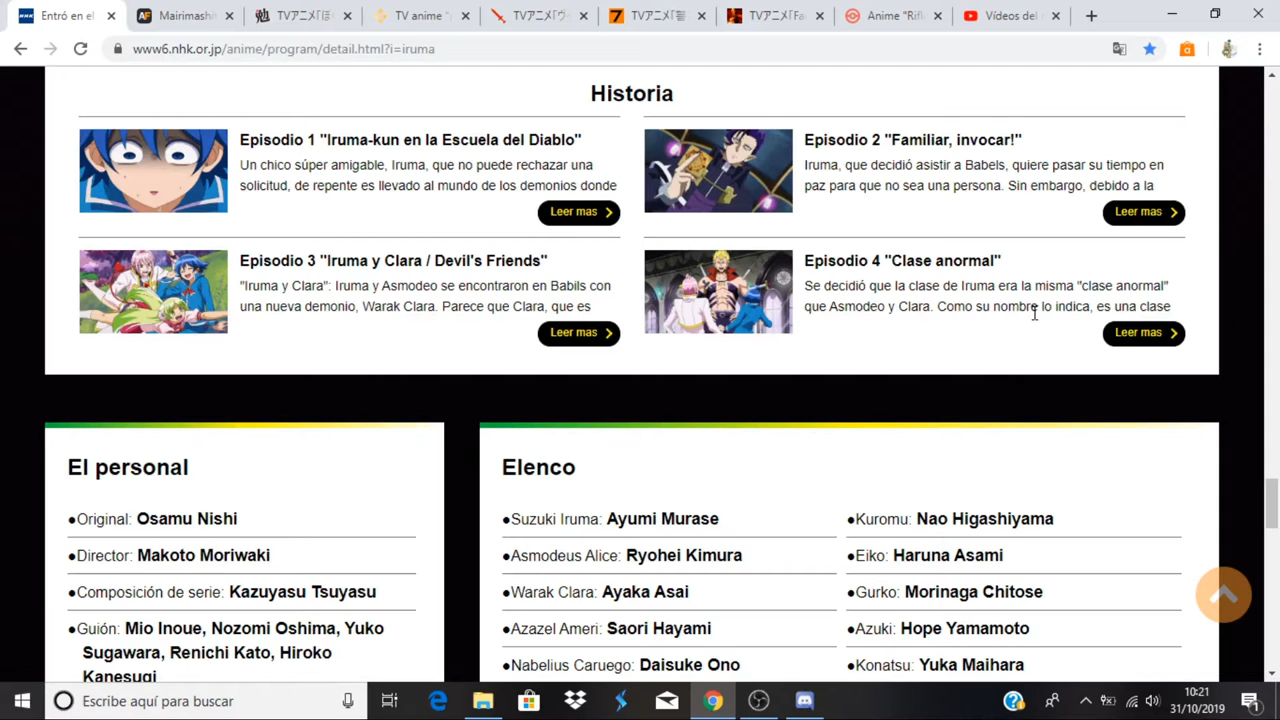 Entró en el
Mairimashit
TVアニメ「ほ
TV anime "
TVアニメ「ヴ
TVアニメ「警
TVアニメ「Fa
Anime "Rifl
Vídeos del
www6.nhk.or.jp/anime/program/detail.html?i=iruma
Historia
Episodio 1 "Iruma-kun en la Escuela del Diablo"
Un chico súper amigable, Iruma, que no puede rechazar una
solicitud, de repente es llevado al mundo de los demonios donde
Leer mas
Episodio 2 "Familiar, invocar!"
Iruma, que decidió asistir a Babels, quiere pasar su tiempo en
paz para que no sea una persona. Sin embargo, debido a la
Leer mas
Episodio 3 "Iruma y Clara / Devil's Friends"
"Iruma y Clara": Iruma y Asmodeo se encontraron en Babils con
una nueva demonio, Warak Clara. Parece que Clara, que es
Leer mas
Episodio 4 "Clase anormal"
Se decidió que la clase de Iruma era la misma "clase anormal"
que Asmodeo y Clara. Como su nombre lo indica, es una clase
Leer mas
El personal
●Original: Osamu Nishi
●Director: Makoto Moriwaki
●Composición de serie: Kazuyasu Tsuyasu
●Guión: Mio Inoue, Nozomi Oshima, Yuko
Sugawara, Renichi Kato, Hiroko
Kanesugi
Elenco
●Suzuki Iruma: Ayumi Murase
●Asmodeus Alice: Ryohei Kimura
●Warak Clara: Ayaka Asai
●Azazel Ameri: Saori Hayami
●Nabelius Caruego: Daisuke Ono
●Kuromu: Nao Higashiyama
●Eiko: Haruna Asami
●Gurko: Morinaga Chitose
●Azuki: Hope Yamamoto
●Konatsu: Yuka Maihara
Escribe aquí para buscar
10:21
31/10/2019